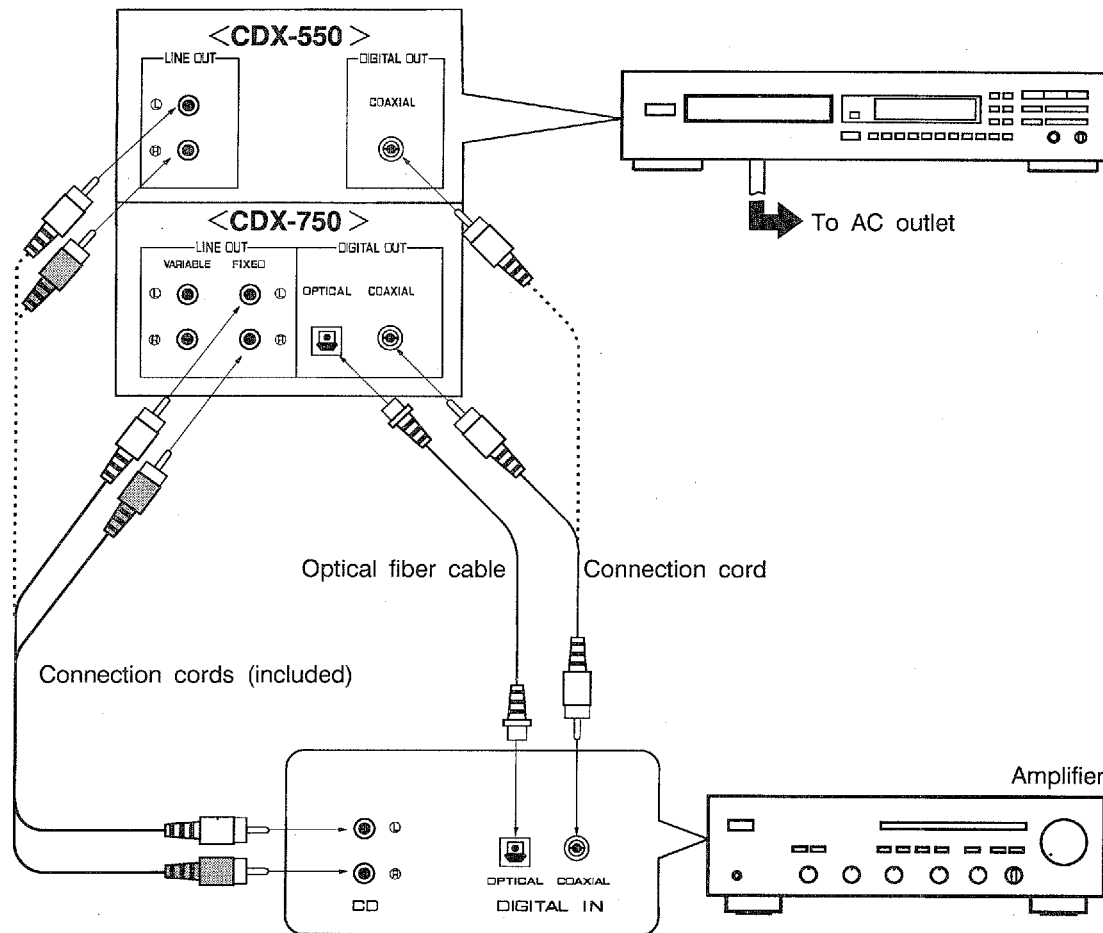 <CDX-550>
LINE OUT
DIGITAL OUT
L
COAXIAL
R
<CDX-750>
LINE OUT
DIGITAL OUT
VARIABLE FIXED
L
L
OPTICAL COAXIAL
R
R
To AC outlet
Optical fiber cable
Connection cord
Connection cords (included)
Amplifier
L
R
OPTICAL COAXIAL
CD
DIGITAL IN